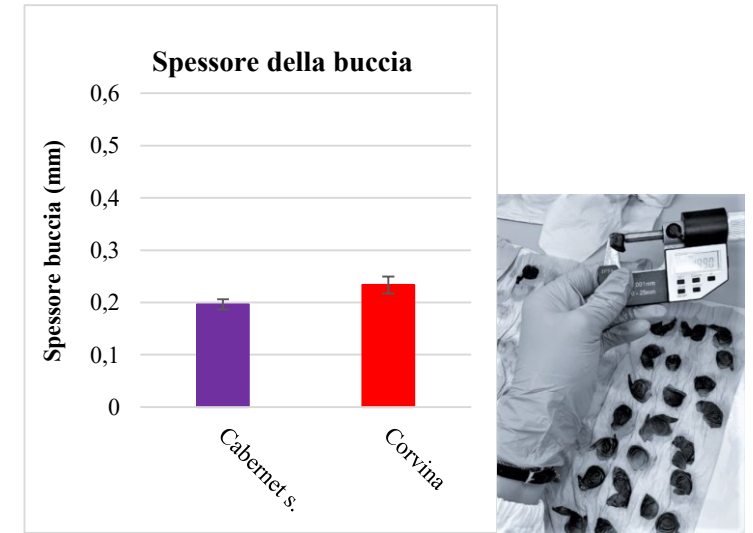 Spessore della buccia
Spessore buccia (mm)
0,6
0,5
0,4
0,3
0,2
0,1
0
Cabernet s.
Corvina